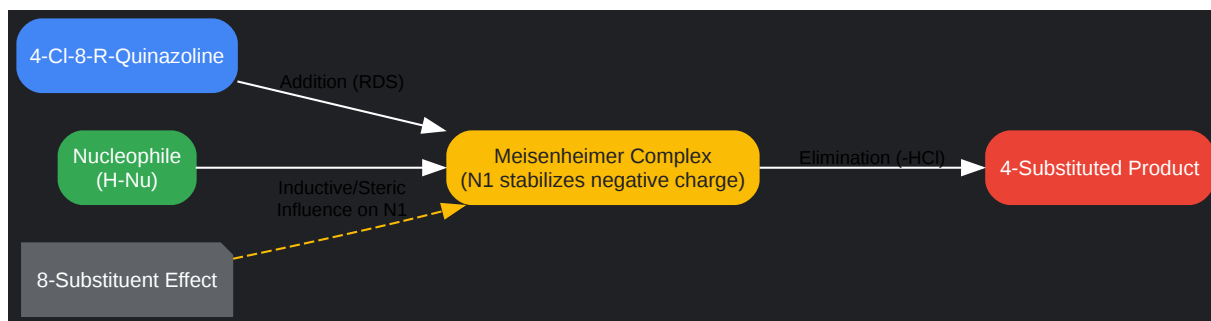 4-Cl-8-R-Quinazoline
Addition (RDS)
Nucleophile
(H-Nu)
Meisenheimer Complex
(N1 stabilizes negative charge)
Elimination (-HCl)
4-Substituted Product
Inductive/Steric
Influence on N1
8-Substituent Effect